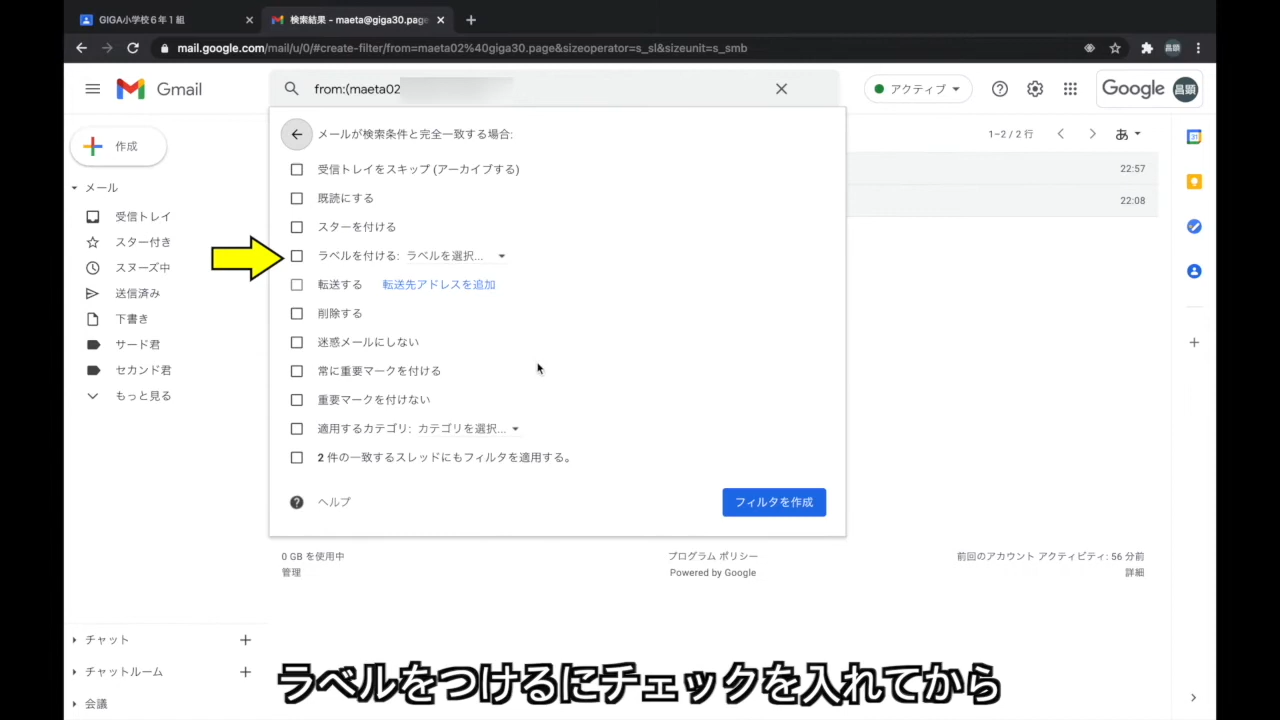 GIGA小学校６年１組
検索結果 - maeta@giga30.page
mail.google.com/mail/u/0/#create-filter/from=maeta02%40giga30.page&sizeoperator=s_sl&sizeunit=s_smb
昌顕
Gmail
from:(maeta02
アクティブ
Google
昌顕
作成
メール
受信トレイ
スター付き
スヌーズ中
送信済み
下書き
サード君
セカンド君
もっと見る
メールが検索条件と完全一致する場合:
受信トレイをスキップ (アーカイブする)
既読にする
スターを付ける
ラベルを付ける: ラベルを選択...
転送する 転送先アドレスを追加
削除する
迷惑メールにしない
常に重要マークを付ける
重要マークを付けない
適用するカテゴリ: カテゴリを選択...
2 件の一致するスレッドにもフィルタを適用する。
ヘルプ
フィルタを作成
1–2 / 2 行
あ
22:57
22:08
31
0 GB を使用中
管理
プログラム ポリシー
Powered by Google
前回のアカウント アクティビティ: 56 分前
詳細
チャット
チャットルーム
会議
ラベルをつけるにチェックを入れてから